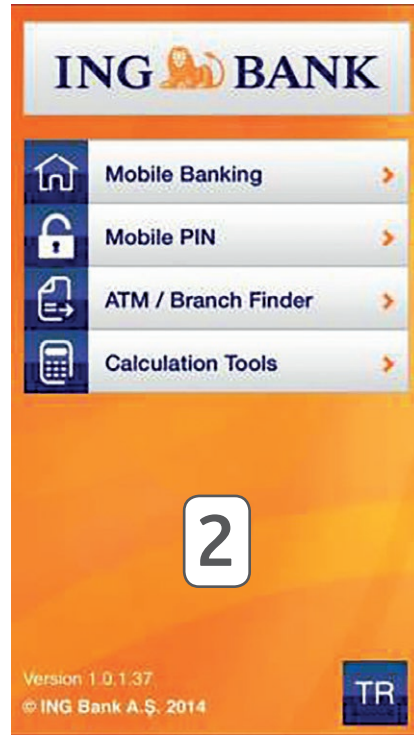 ING BANK
Mobile Banking
Mobile PIN
ATM / Branch Finder
Calculation Tools
2
Version 1.0.1.37
© ING Bank A.Ş. 2014
TR